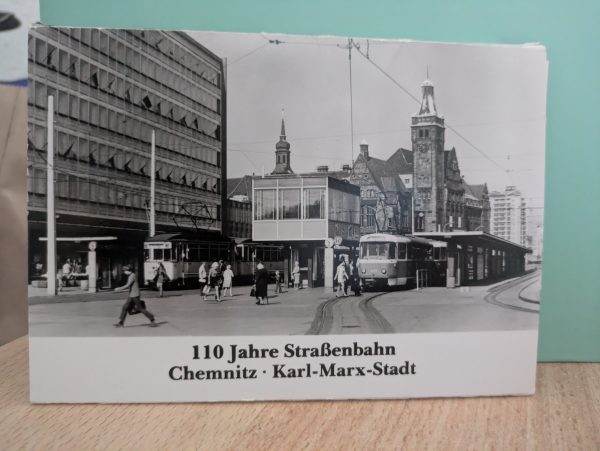 110 Jahre Straßenbahn
Chemnitz · Karl-Marx-Stadt